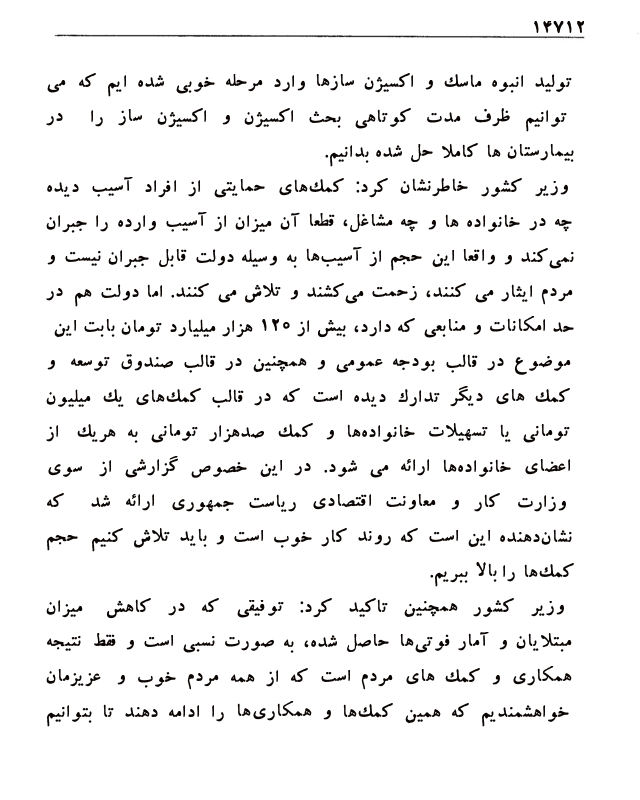 ۱۴۷۱۲
تولید انبوه ماسك و اکسیژن سازها وارد مرحله خوبی شده ایم که می
توانیم ظرف مدت کوتاهی بحث اکسیژن و اکسیژن ساز را در
بیمارستان ها کاملا حل شده بدانیم.
وزیر کشور خاطرنشان کرد: کمك‌های حمایتی از افراد آسیب دیده
چه در خانواده ها و چه مشاغل، قطعا آن میزان از آسیب وارده را جبران
نمی‌کند و واقعا این حجم از آسیب‌ها به وسیله دولت قابل جبران نیست و
مردم ایثار می کنند، زحمت می‌کشند و تلاش می کنند. اما دولت هم در
حد امکانات و منابعی که دارد، بیش از ۱۲۰ هزار میلیارد تومان بابت این
موضوع در قالب بودجه عمومی و همچنین در قالب صندوق توسعه و
کمك های دیگر تدارك دیده است که در قالب کمك‌های یك میلیون
تومانی یا تسهیلات خانواده‌ها و کمك صدهزار تومانی به هریك از
اعضای خانواده‌ها ارائه می شود. در این خصوص گزارشی از سوی
وزارت کار و معاونت اقتصادی ریاست جمهوری ارائه شد که
نشان‌دهنده این است که روند کار خوب است و باید تلاش کنیم حجم
کمك‌ها را بالا ببریم.
وزیر کشور همچنین تاکید کرد: توفیقی که در کاهش میزان
مبتلایان و آمار فوتی‌ها حاصل شده، به صورت نسبی است و فقط نتیجه
همکاری و کمك های مردم است که از همه مردم خوب و عزیزمان
خواهشمندیم که همین کمك‌ها و همکاری‌ها را ادامه دهند تا بتوانیم